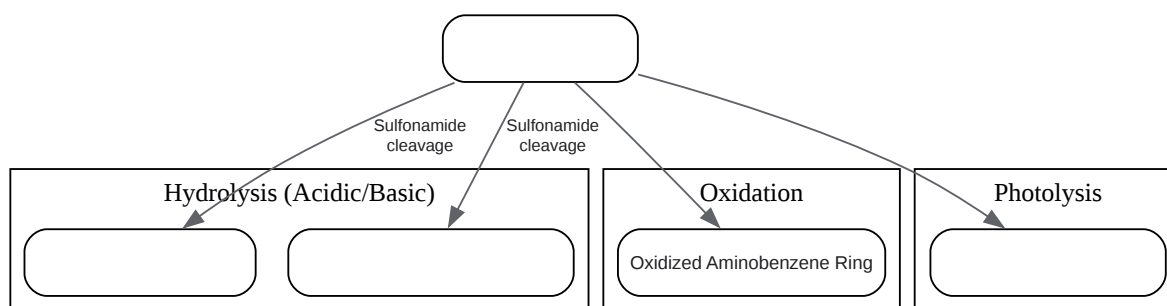 Sulfonamide
cleavage
Sulfonamide
cleavage
Hydrolysis (Acidic/Basic)
Oxidation
Photolysis
Oxidized Aminobenzene Ring